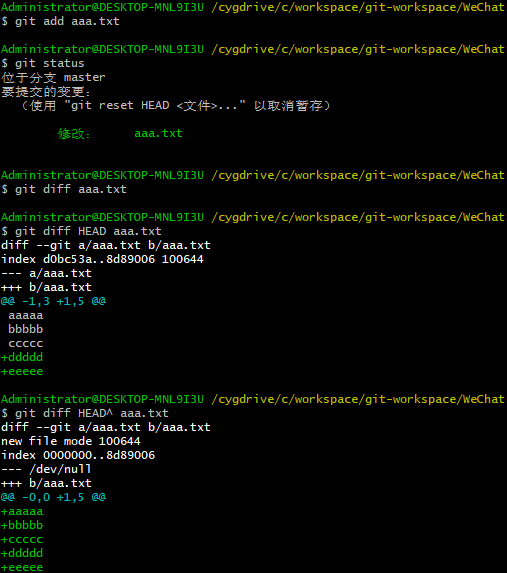 Administrator@DESKTOP-MNL9I3U /cygdrive/c/workspace/git-workspace/WeChat
$ git add aaa.txt
Administrator@DESKTOP-MNL9I3U /cygdrive/c/workspace/git-workspace/WeChat
$ git status
位于分支 master
要提交的变更：
（使用 "git reset HEAD <文件>..." 以取消暂存）
修改： aaa.txt
Administrator@DESKTOP-MNL9I3U /cygdrive/c/workspace/git-workspace/WeChat
$ git diff aaa.txt
Administrator@DESKTOP-MNL9I3U /cygdrive/c/workspace/git-workspace/WeChat
$ git diff HEAD aaa.txt
diff --git a/aaa.txt b/aaa.txt
index d0bc53a..8d89006 100644
--- a/aaa.txt
+++ b/aaa.txt
@@ -1,3 +1,5 @@
aaaaa
bbbbb
ccccc
+ddddd
+eeeee
Administrator@DESKTOP-MNL9I3U /cygdrive/c/workspace/git-workspace/WeChat
$ git diff HEAD^ aaa.txt
diff --git a/aaa.txt b/aaa.txt
new file mode 100644
index 0000000..8d89006
--- /dev/null
+++ b/aaa.txt
@@ -0,0 +1,5 @@
+aaaaa
+bbbbb
+ccccc
+ddddd
+eeeee